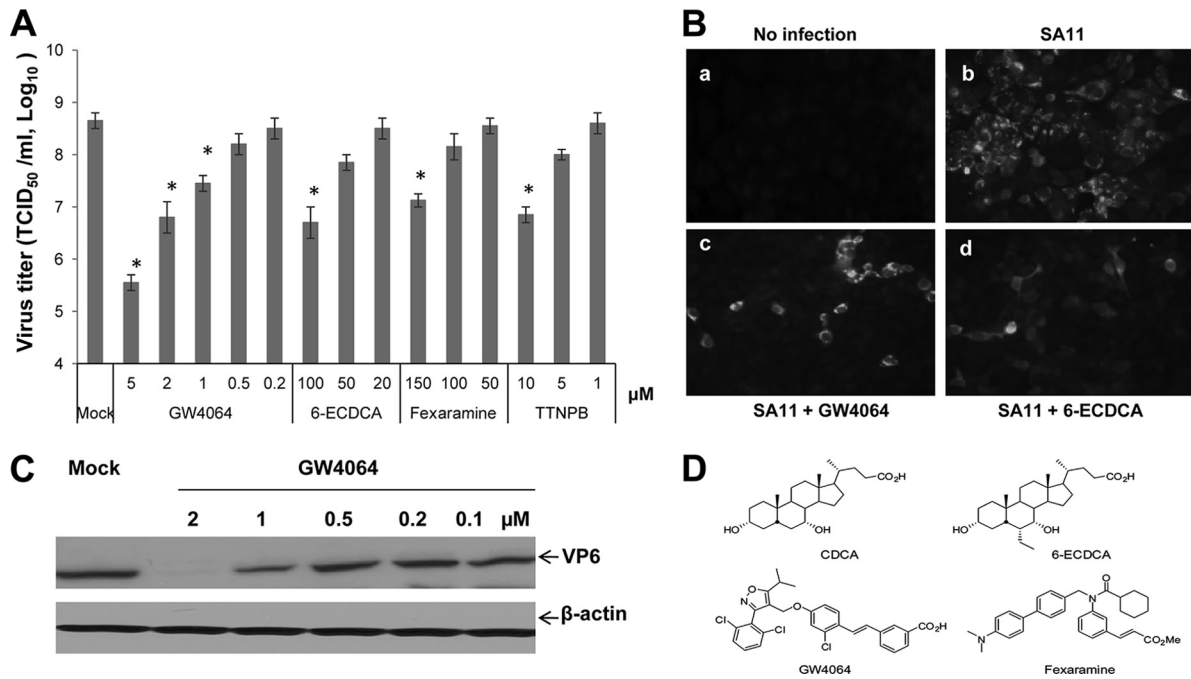 A
Virus titer (TCID50 /ml, Log10)
10
9
8
7
6
5
4
* * * * * *
5 2 1 0.5 0.2 100 50 20 150 100 50 10 5 1 µM
Mock GW4064 6-ECDCA Fexaramine TTNPB
B
No infection SA11
a b
c d
SA11 + GW4064 SA11 + 6-ECDCA
C
Mock GW4064
2 1 0.5 0.2 0.1 µM
VP6
β-actin
D
CO2H CO2H
HO OH HO OH
CDCA 6-ECDCA
O N O Cl Cl Cl CO2H
GW4064
O N N CO2Me
Fexaramine